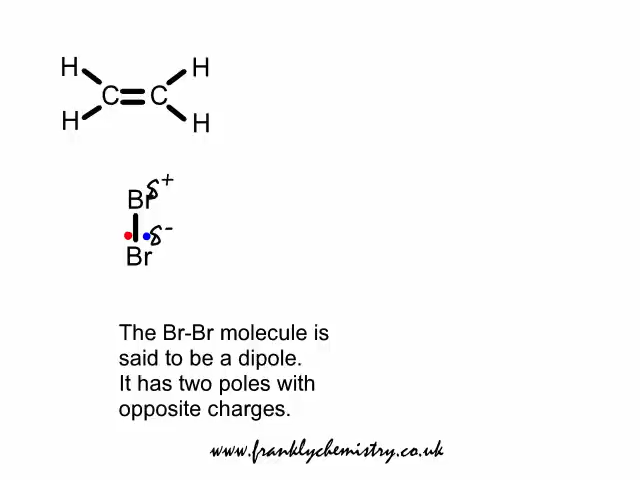 H H
C=C
H H
Br δ+
Br δ-
The Br-Br molecule is
said to be a dipole.
It has two poles with
opposite charges.
www.franklychemistry.co.uk